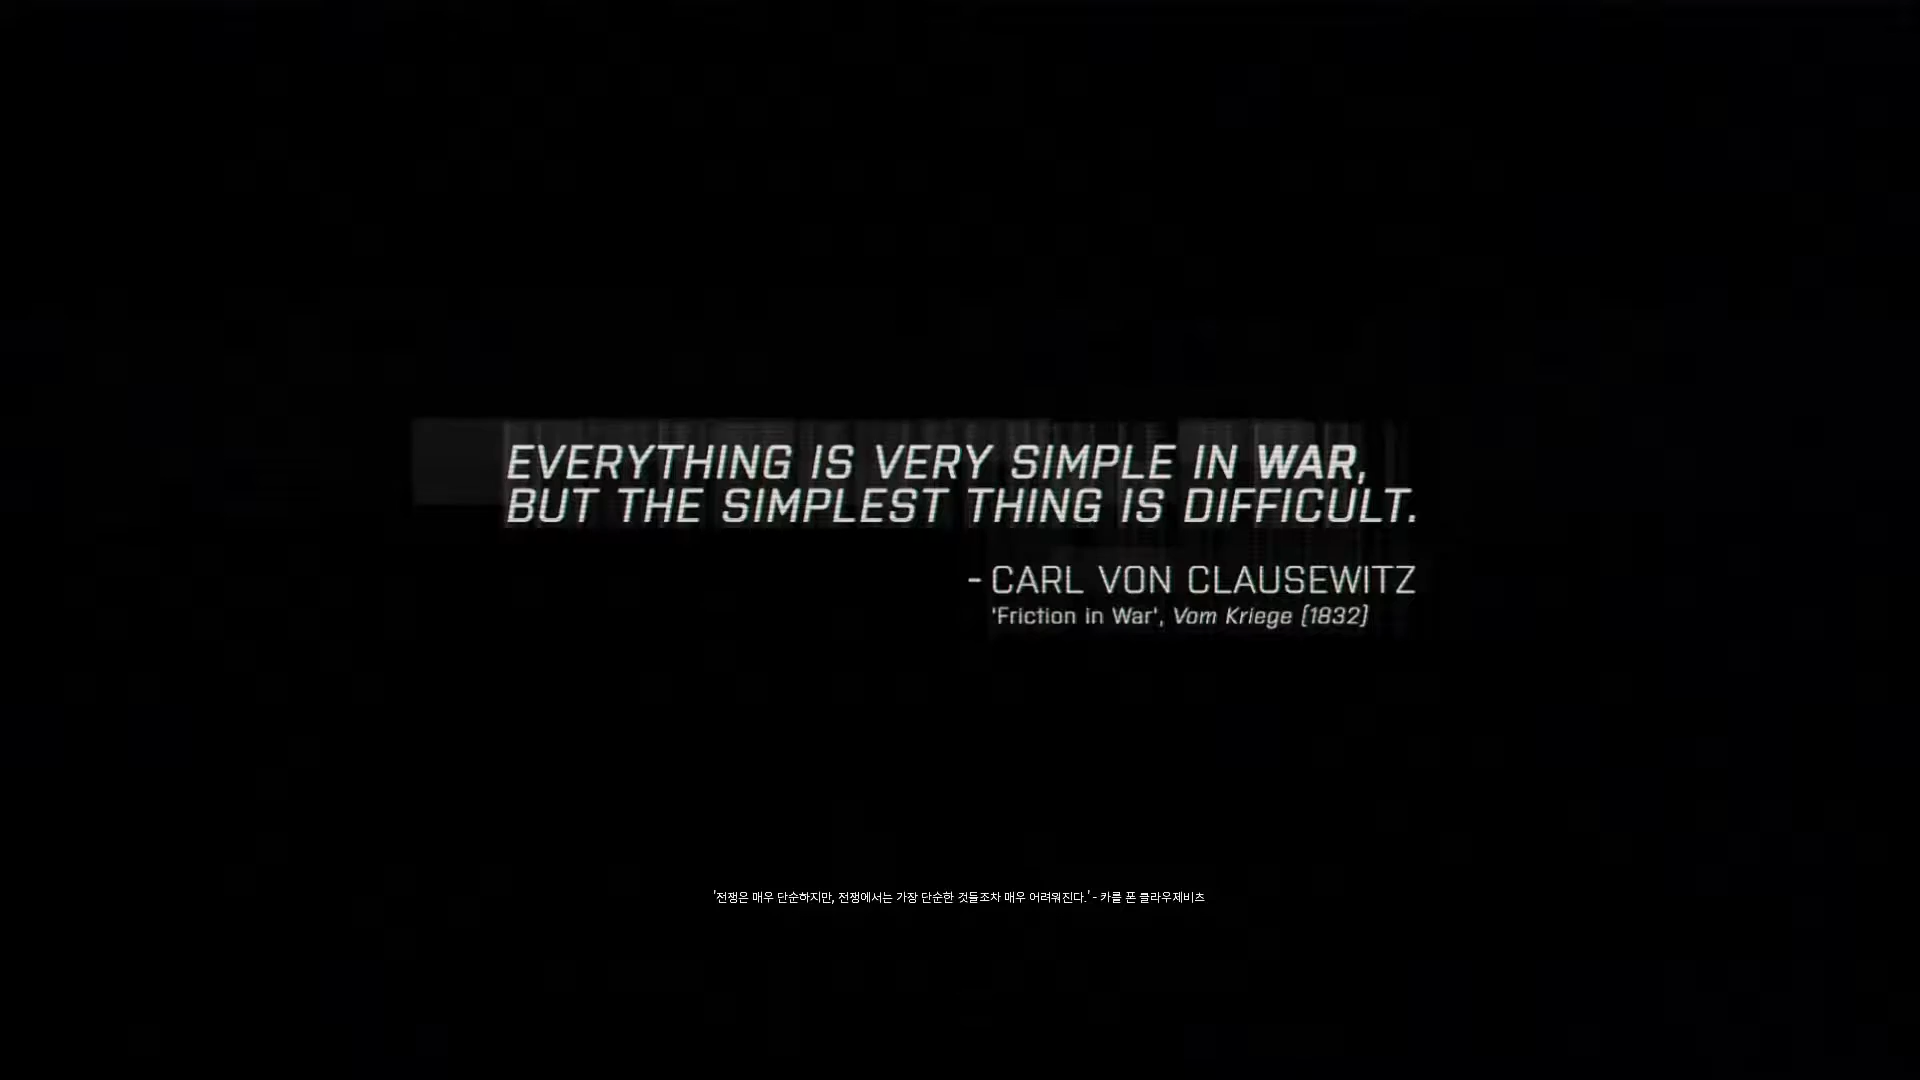 EVERYTHING IS VERY SIMPLE IN WAR,
BUT THE SIMPLEST THING IS DIFFICULT.
- CARL VON CLAUSEWITZ
'Friction in War', Vom Kriege (1832)
'전쟁은 매우 단순하지만, 전쟁에서는 가장 단순한 것들조차 매우 어려워진다.' - 카를 폰 클라우제비츠